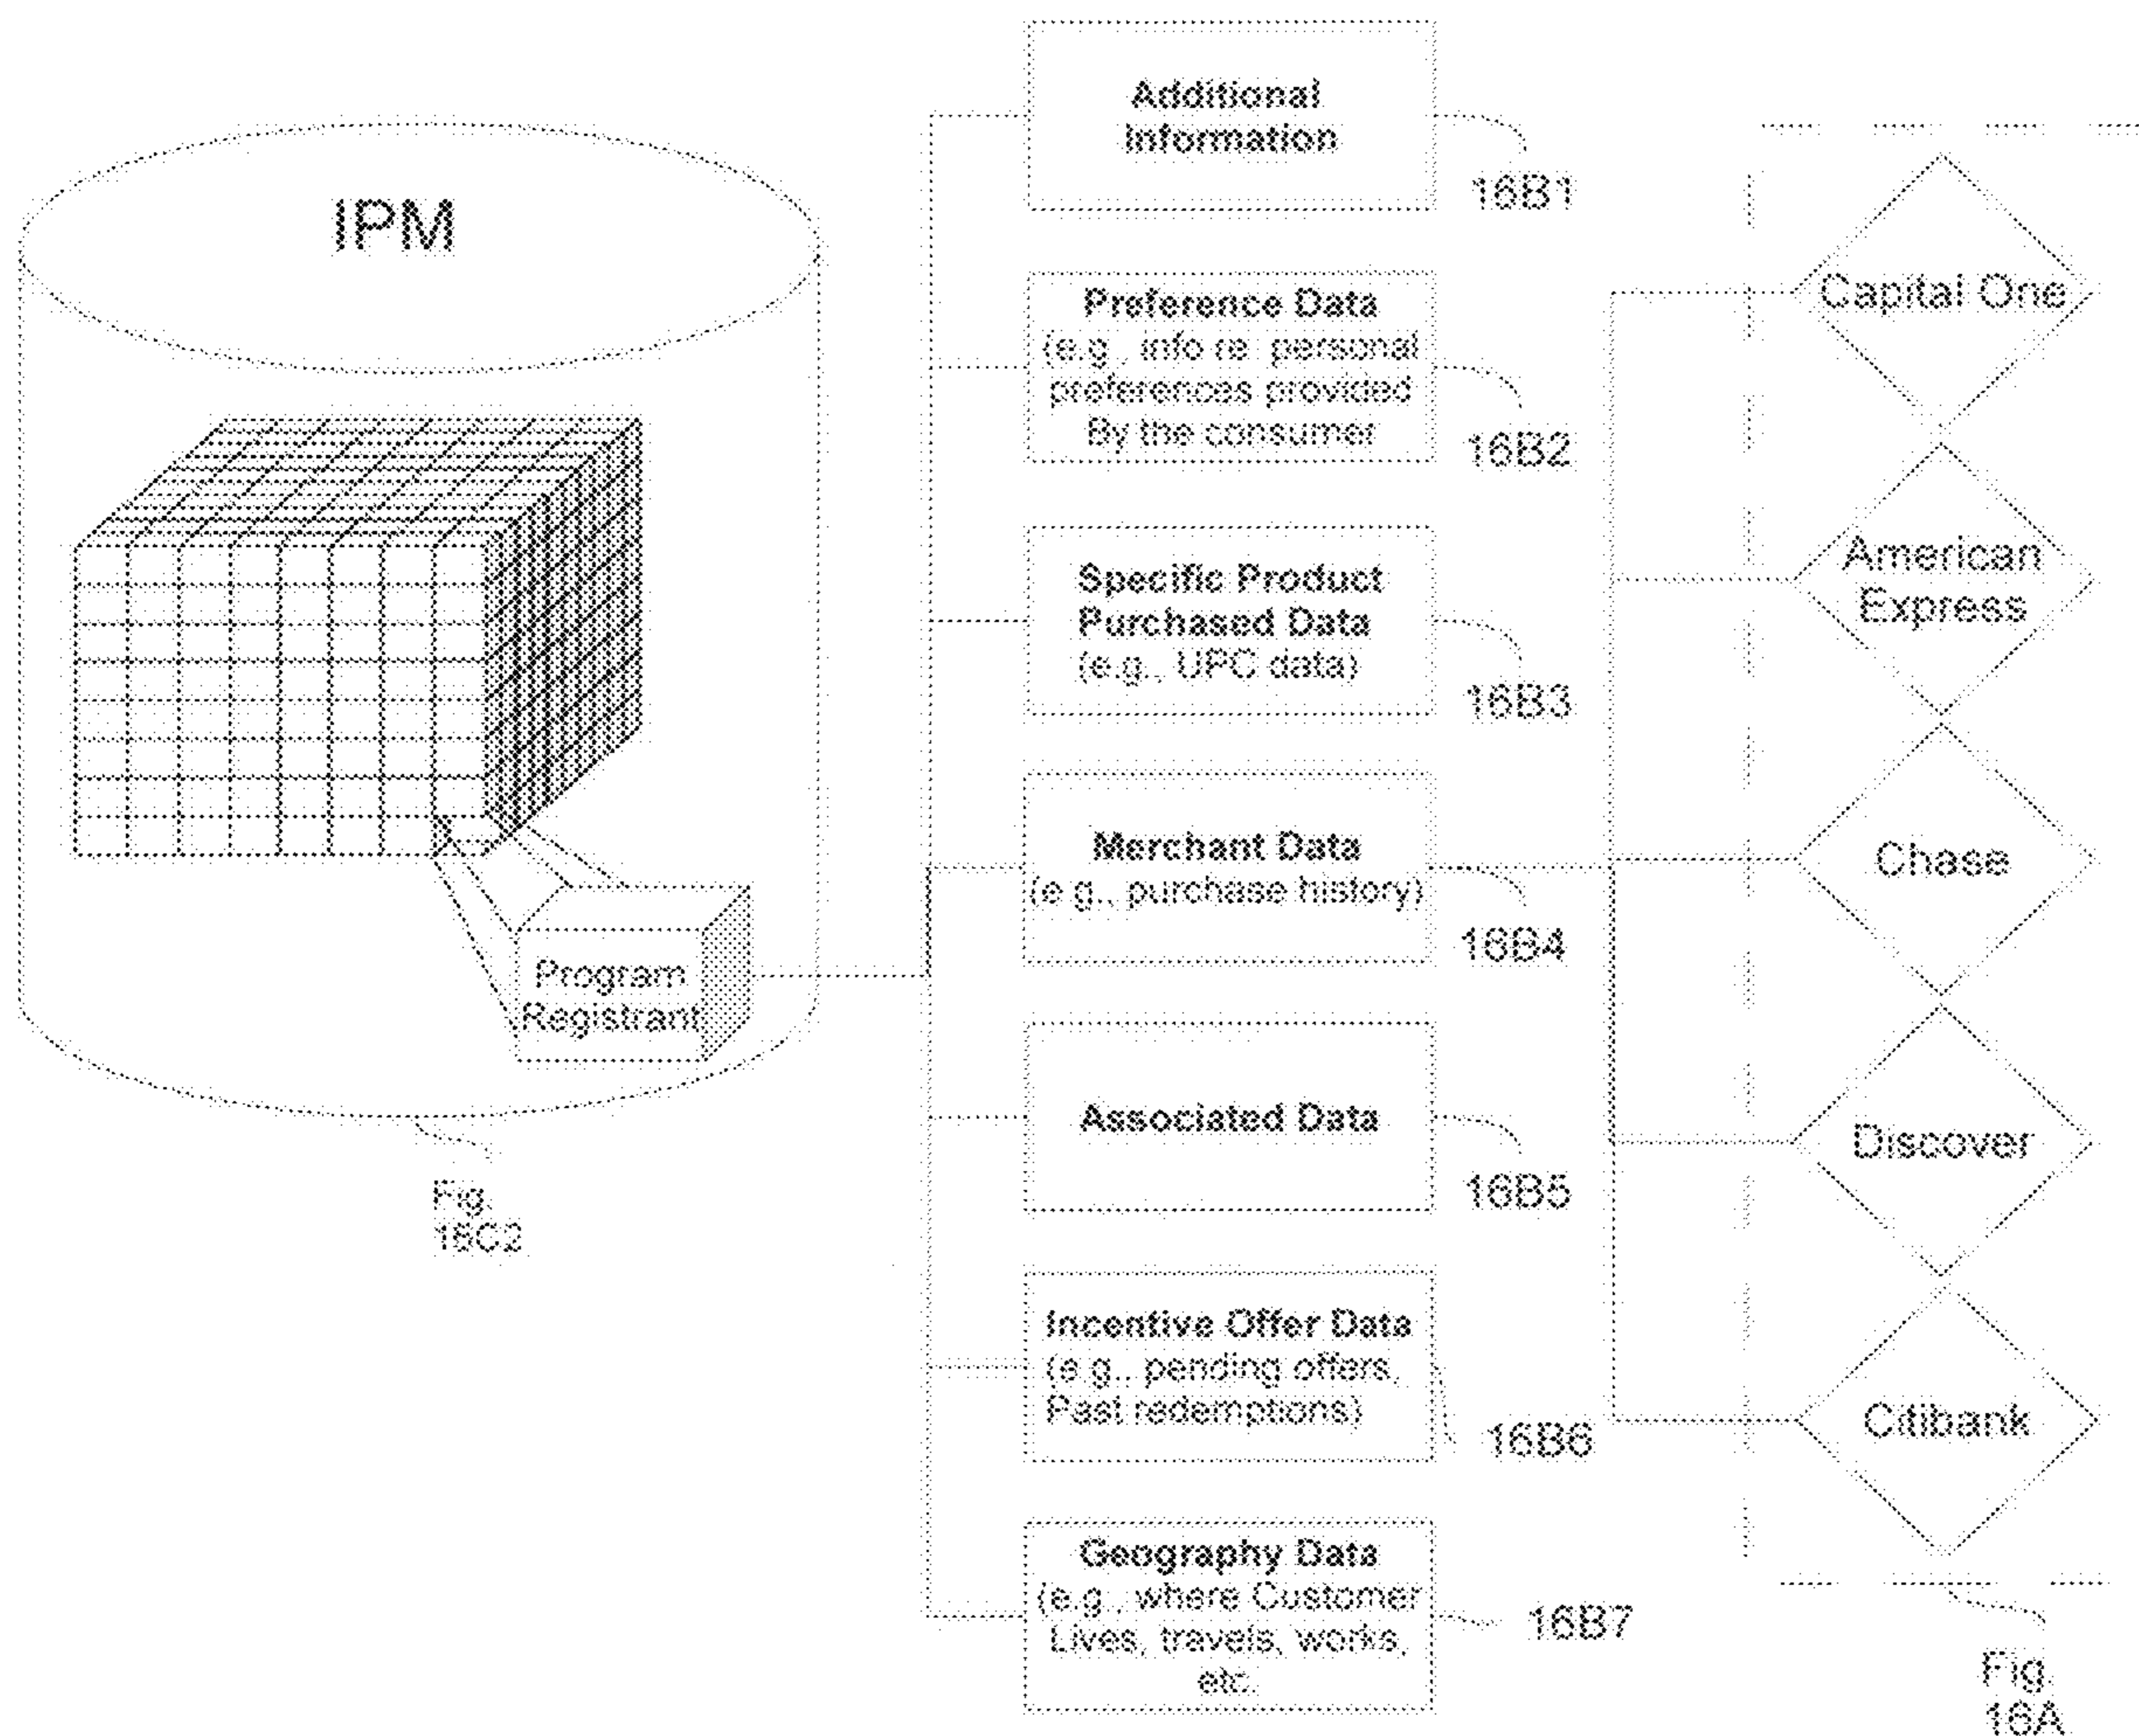 IPM
Program
Registrant
Fig.
16C2
Additional
Information
16B1
Preference Data
(e.g., info re: personal
preferences provided
By the consumer
16B2
Specific Product
Purchased Data
(e.g., UPC data)
16B3
Merchant Data
(e.g., purchase history)
16B4
Associated Data
16B5
Incentive Offer Data
(e.g., pending offers,
Past redemptions)
16B6
Geography Data
(e.g., where Customer
Lives, travels, works,
etc.
16B7
Capital One
American
Express
Chase
Discover
Citibank
Fig.
16A